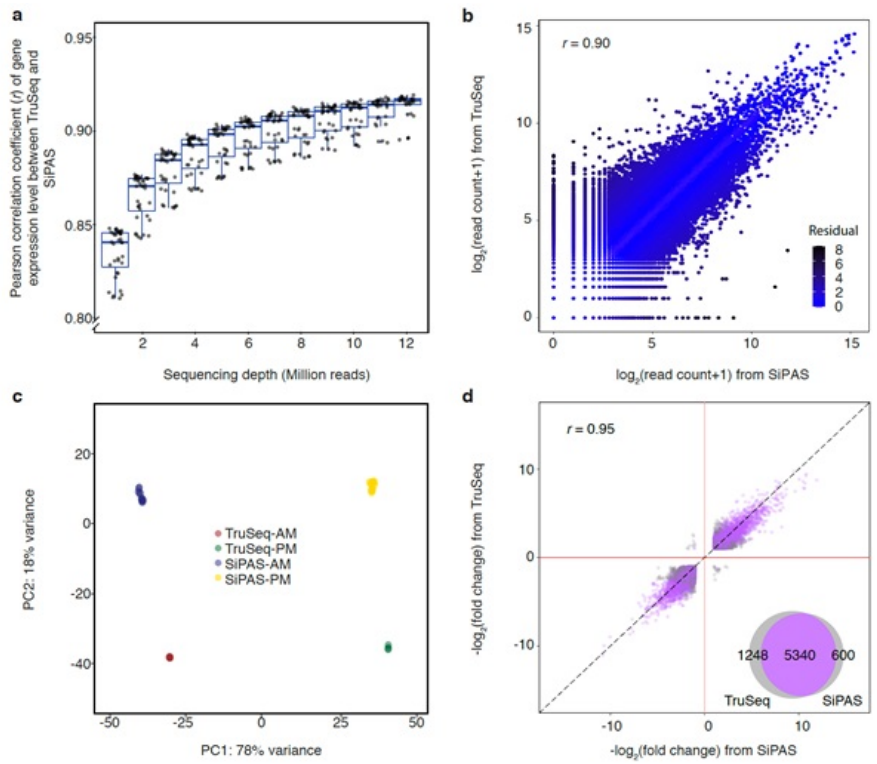 a
Pearson correlation coefficient (r) of gene
expression level between TruSeq and
SiPAS
0.95
0.90
0.85
0.80
2 4 6 8 10 12
Sequencing depth (Million reads)
b
r = 0.90
log2(read count+1) from TruSeq
15
10
5
0
Residual
8
6
4
2
0
0 5 10 15
log2(read count+1) from SiPAS
c
PC2: 18% variance
20
0
-20
-40
TruSeq-AM
TruSeq-PM
SiPAS-AM
SiPAS-PM
-50 -25 0 25 50
PC1: 78% variance
d
r = 0.95
-log2(fold change) from TruSeq
10
0
-10
1248 5340 600
TruSeq SiPAS
-10 0 10
-log2(fold change) from SiPAS